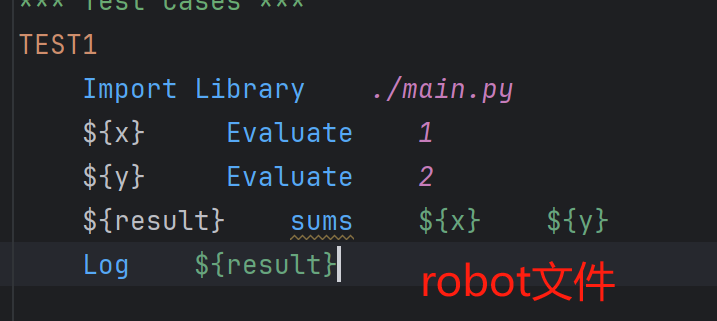 *** Test Cases ***
TEST1
Import Library ./main.py
${x} Evaluate 1
${y} Evaluate 2
${result} sums ${x} ${y}
Log ${result}
robot文件